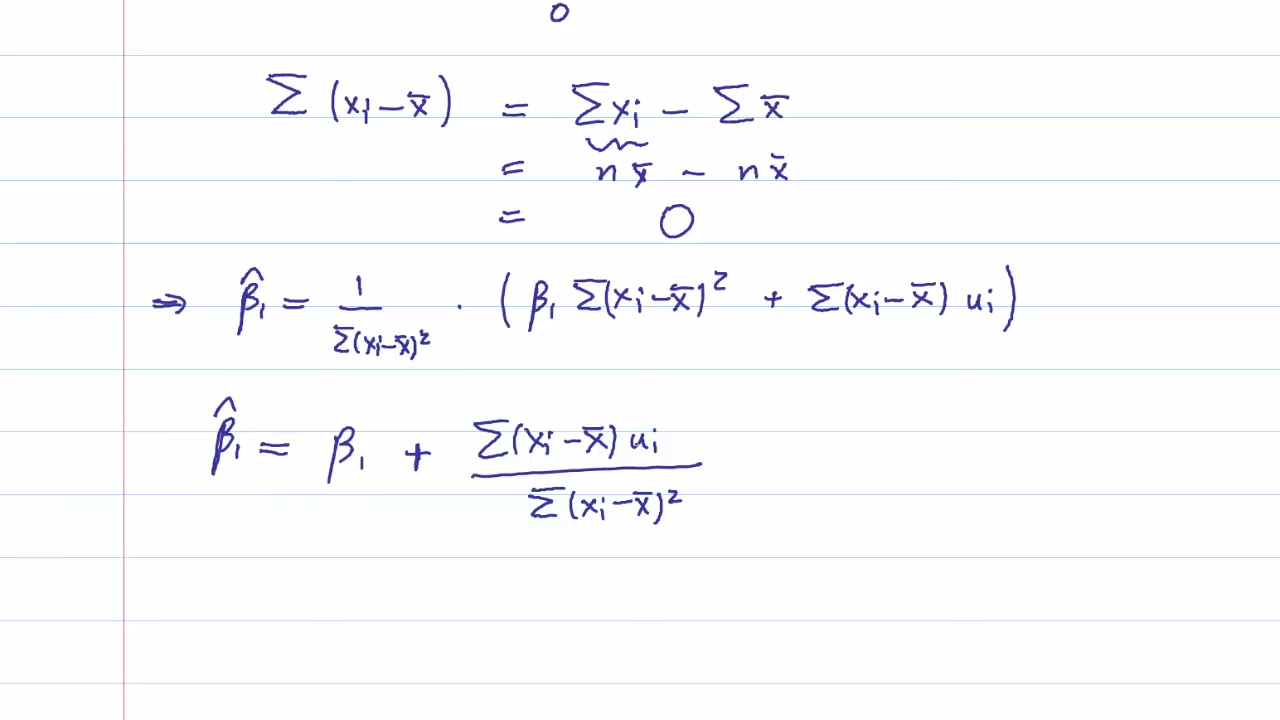 0
Σ (xᵢ − x̄) = Σxᵢ − Σ x̄
= n x̄ − n x̄
= 0
⇒ β̂₁ = 1/Σ(xᵢ−x̄)² · (β₁ Σ(xᵢ−x̄)² + Σ(xᵢ−x̄) uᵢ)
β̂₁ = β₁ + Σ(xᵢ−x̄) uᵢ / Σ(xᵢ−x̄)²